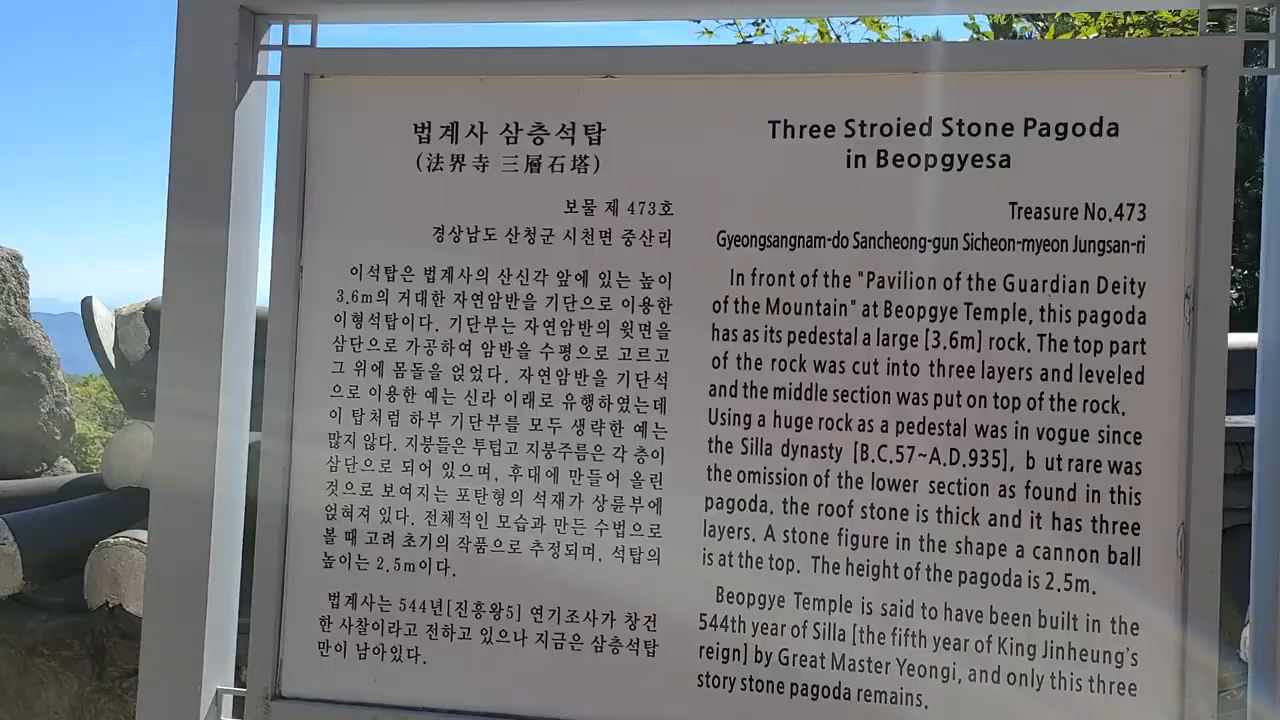 법계사 삼층석탑
(法界寺 三層石塔)
보물 제 473호
경상남도 산청군 시천면 중산리
이석탑은 법계사의 산신각 앞에 있는 높이
3.6m의 거대한 자연암반을 기단으로 이용한
이형석탑이다. 기단부는 자연암반의 윗면을
삼단으로 가공하여 암반을 수평으로 고르고
그 위에 몸돌을 얹었다. 자연암반을 기단석
으로 이용한 예는 신라 이래로 유행하였는데
이 탑처럼 하부 기단부를 모두 생략한 예는
많지 않다. 지붕들은 투텁고 지붕주름은 각 층이
삼단으로 되어 있으며, 후대에 만들어 올린
것으로 보여지는 포탄형의 석재가 상륜부에
얹혀져 있다. 전체적인 모습과 만든 수법으로
볼 때 고려 초기의 작품으로 추정되며, 석탑의
높이는 2.5m이다.
법계사는 544년[진흥왕5] 연기조사가 창건
한 사찰이라고 전하고 있으나 지금은 삼층석탑
만이 남아있다.
Three Stroied Stone Pagoda
in Beopgyesa
Treasure No.473
Gyeongsangnam-do Sancheong-gun Sicheon-myeon Jungsan-ri
In front of the "Pavilion of the Guardian Deity
of the Mountain" at Beopgye Temple, this pagoda
has as its pedestal a large [3.6m] rock. The top part
of the rock was cut into three layers and leveled
and the middle section was put on top of the rock.
Using a huge rock as a pedestal was in vogue since
the Silla dynasty [B.C.57~A.D.935], b ut rare was
the omission of the lower section as found in this
pagoda. the roof stone is thick and it has three
layers. A stone figure in the shape a cannon ball
is at the top. The height of the pagoda is 2.5m.
Beopgye Temple is said to have been built in the
544th year of Silla [the fifth year of King Jinheung's
reign] by Great Master Yeongi, and only this three
story stone pagoda remains.